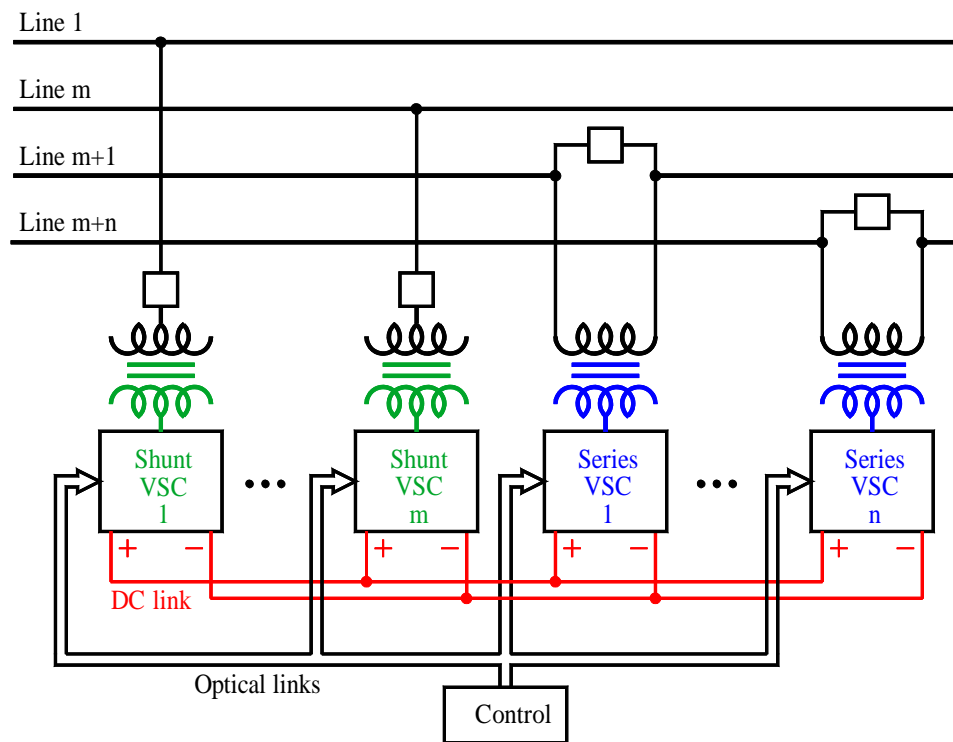 Line 1
Line m
Line m+1
Line m+n
Shunt
VSC
1
Shunt
VSC
m
Series
VSC
1
Series
VSC
n
+ −
+ −
+ −
+ −
DC link
Optical links
Control